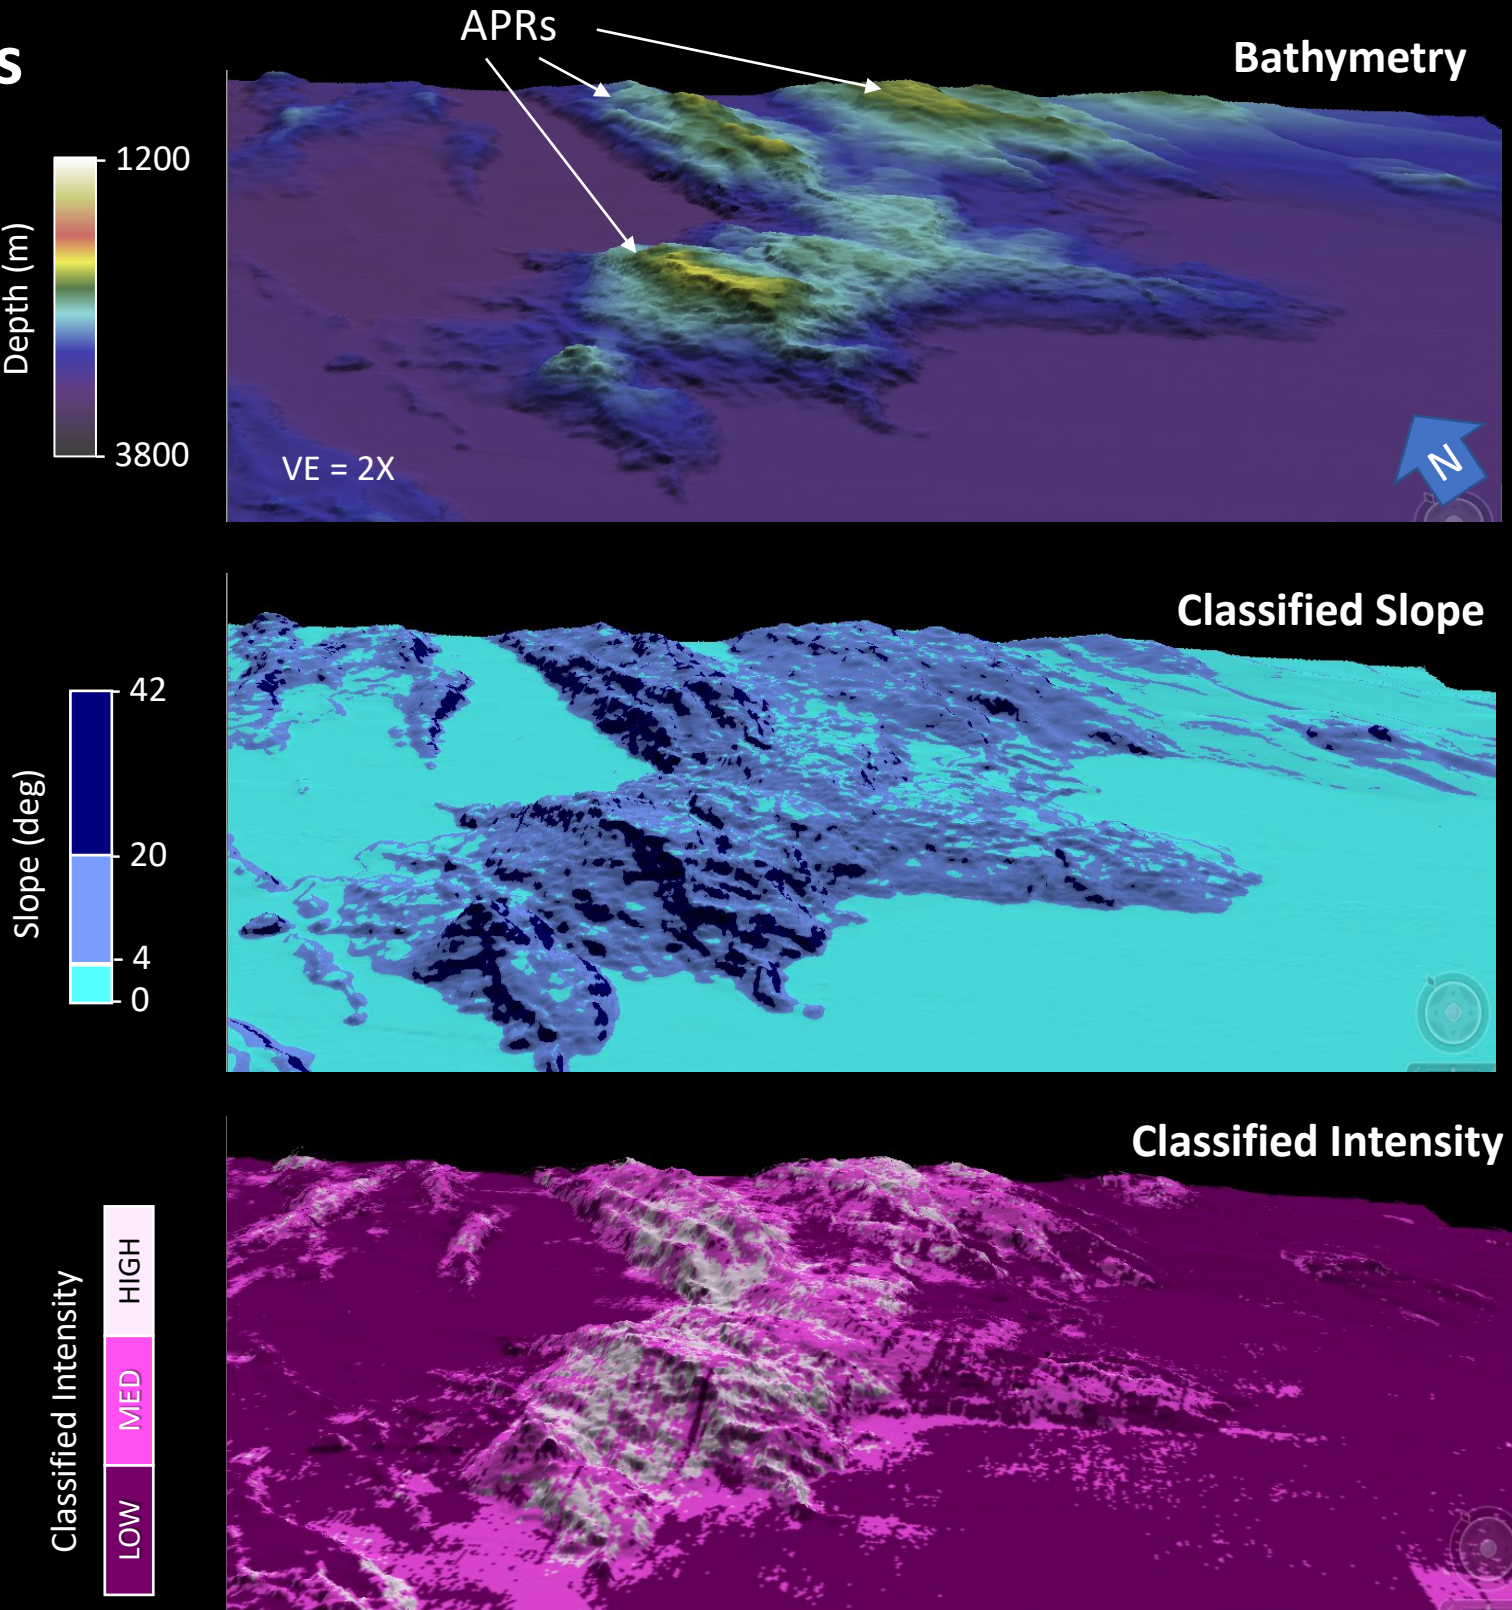 s
APRs
Bathymetry
1200
Depth (m)
3800
VE = 2X
N
Classified Slope
42
Slope (deg)
20
4
0
Classified Intensity
Classified Intensity
HIGH
MED
LOW